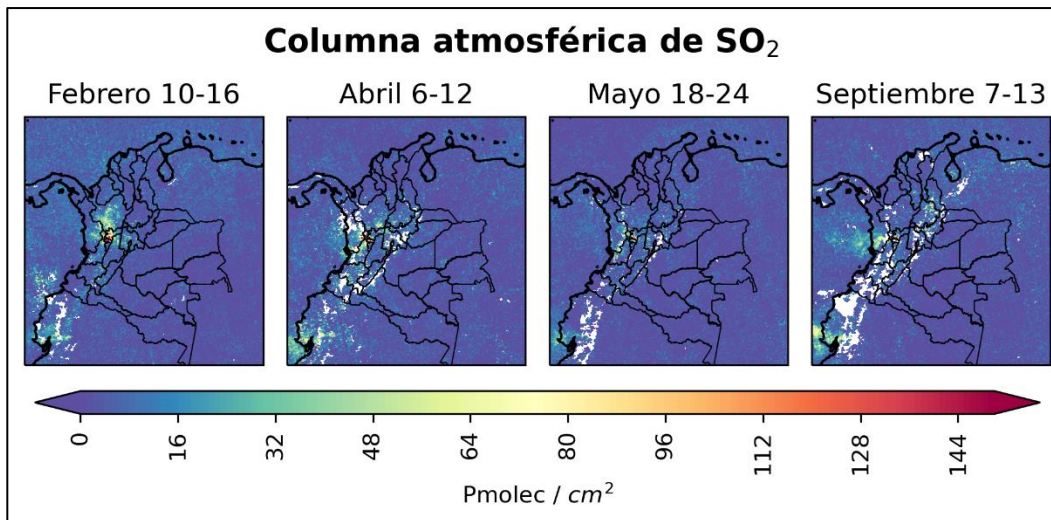 Columna atmosférica de SO₂
Febrero 10-16
Abril 6-12
Mayo 18-24
Septiembre 7-13
0 16 32 48 64 80 96 112 128 144
Pmolec / cm²